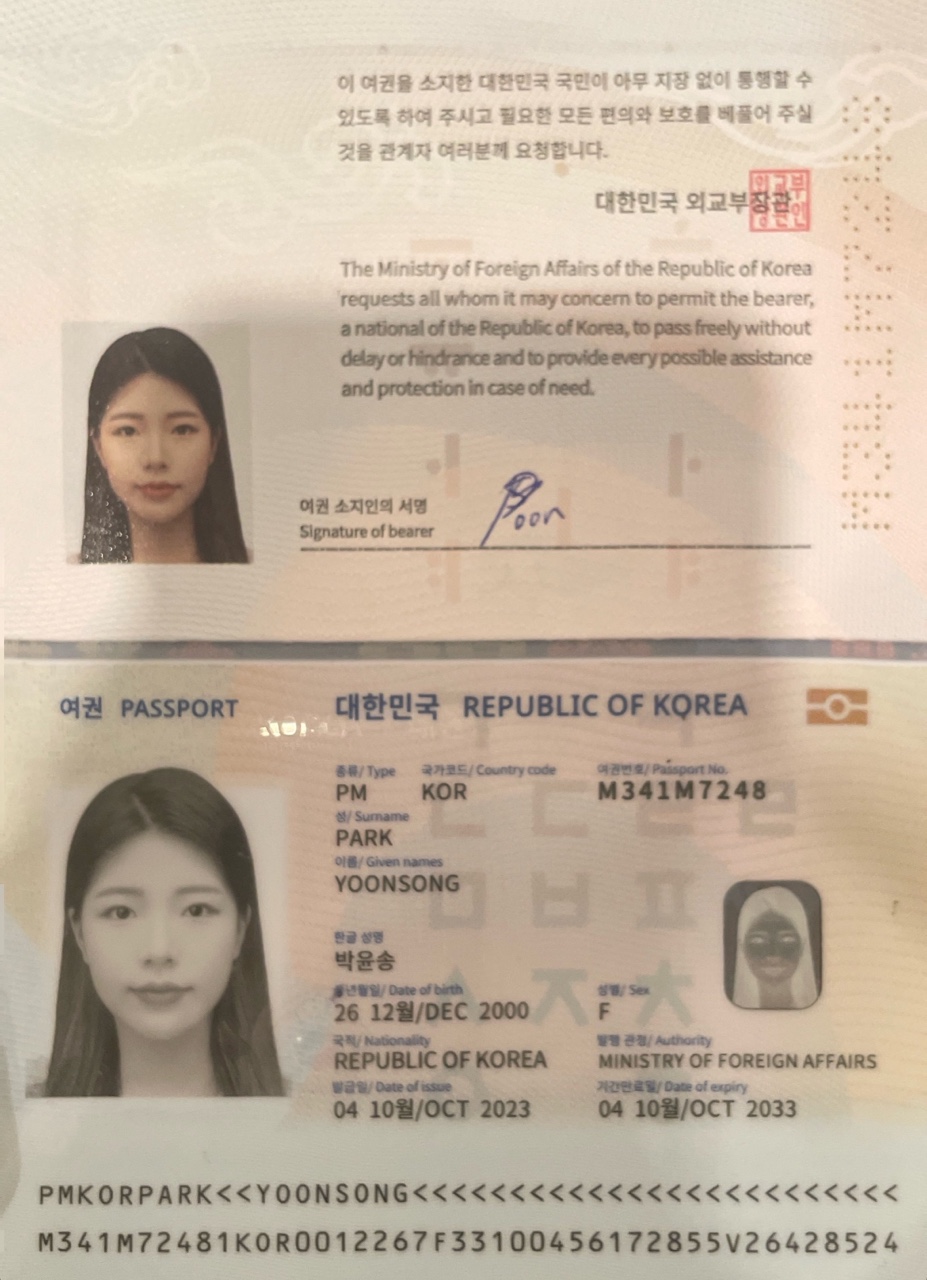 이 여권을 소지한 대한민국 국민이 아무 지장 없이 통행할 수
있도록 하여 주시고 필요한 모든 편의와 보호를 베풀어 주실
것을 관계자 여러분께 요청합니다.
대한민국 외교부장관
The Ministry of Foreign Affairs of the Republic of Korea
requests all whom it may concern to permit the bearer,
a national of the Republic of Korea, to pass freely without
delay or hindrance and to provide every possible assistance
and protection in case of need.
여권 소지인의 서명
Signature of bearer
Yoon
여권 PASSPORT 대한민국 REPUBLIC OF KOREA
종류/ Type 국가코드/ Country code 여권번호/ Passport No.
PM KOR M341M7248
성/ Surname
PARK
이름/ Given names
YOONSONG
한글 성명
박윤송
생년월일/ Date of birth 성별/ Sex
26 12월/DEC 2000 F
국적/ Nationality 발행 관청/ Authority
REPUBLIC OF KOREA MINISTRY OF FOREIGN AFFAIRS
발급일/ Date of issue 기간만료일/ Date of expiry
04 10월/OCT 2023 04 10월/OCT 2033
PMKORPARK<<YOONSONG<<<<<<<<<<<<<<<<<<<<<<<<<
M341M72481KOR0012267F33100456172855V26428524